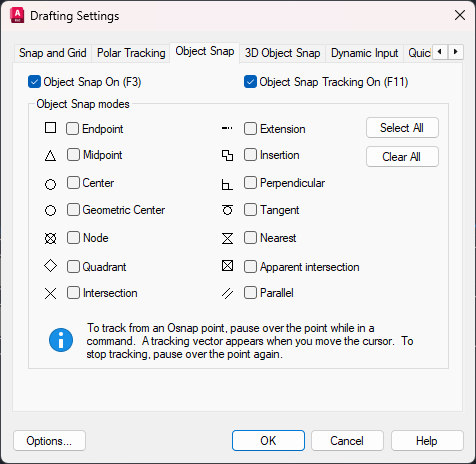 Drafting Settings
Snap and Grid Polar Tracking Object Snap 3D Object Snap Dynamic Input
Object Snap On (F3) Object Snap Tracking On (F11)
Object Snap modes
Endpoint Extension Select All
Midpoint Insertion Clear All
Center Perpendicular
Geometric Center Tangent
Node Nearest
Quadrant Apparent intersection
Intersection Parallel
To track from an Osnap point, pause over the point while in a
command. A tracking vector appears when you move the cursor. To
stop tracking, pause over the point again.
Options... OK Cancel Help